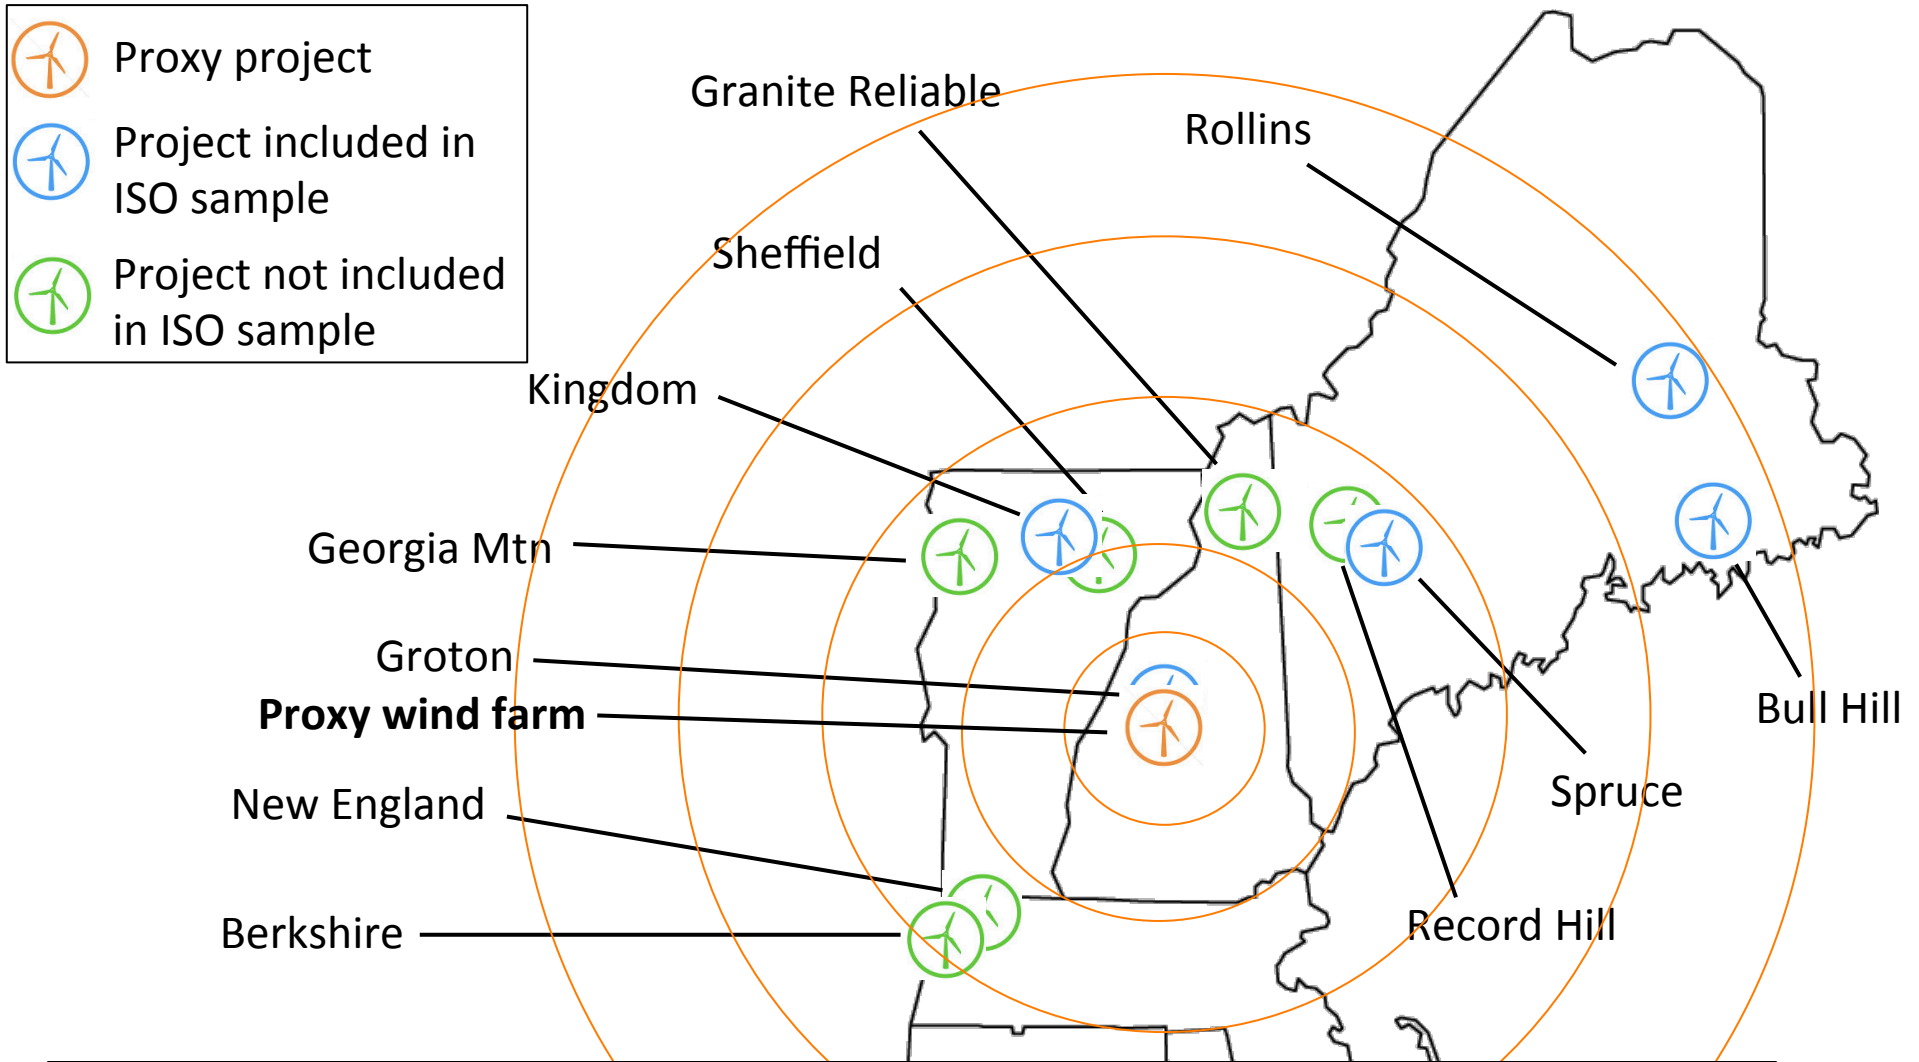 Proxy project
Project included in
ISO sample
Project not included
in ISO sample
Granite Reliable
Rollins
Sheffield
Kingdom
Georgia Mtn
Groton
Proxy wind farm
New England
Berkshire
Bull Hill
Spruce
Record Hill